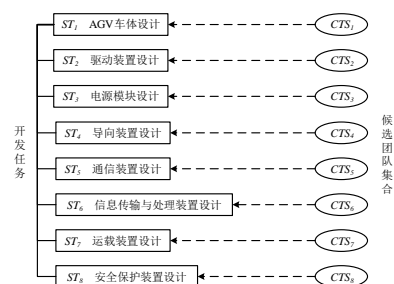 开发任务
ST₁ AGV车体设计 CTS₁
ST₂ 驱动装置设计 CTS₂
ST₃ 电源模块设计 CTS₃
ST₄ 导向装置设计 CTS₄
ST₅ 通信装置设计 CTS₅
ST₆ 信息传输与处理装置设计 CTS₆
ST₇ 运载装置设计 CTS₇
ST₈ 安全保护装置设计 CTS₈
候选团队集合